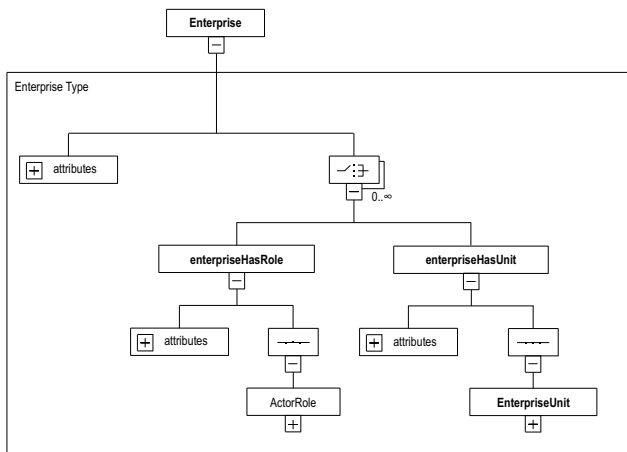 Enterprise
Enterprise Type
attributes
0..∞
enterpriseHasRole
enterpriseHasUnit
attributes
attributes
ActorRole
EnterpriseUnit